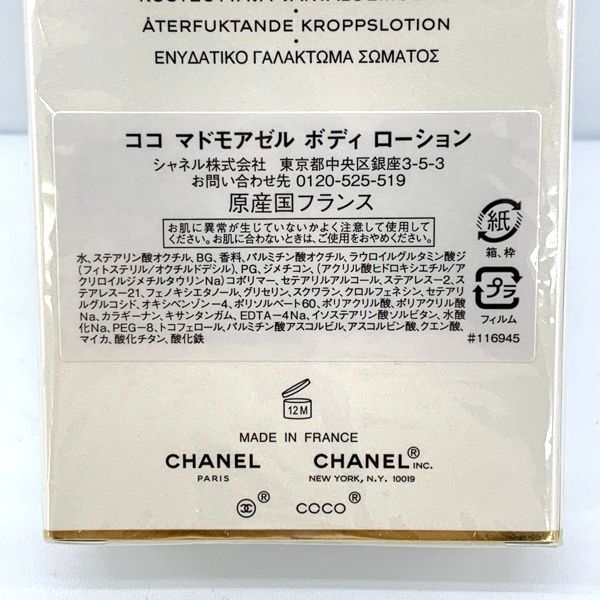 ÅTERFUKTANDE KROPPSLOTION
•
ΕΝΥΔΑΤΙΚΟ ΓΑΛΑΚΤΩΜΑ ΣΩΜΑΤΟΣ
ココ マドモアゼル ボディ ローション
シャネル株式会社 東京都中央区銀座3-5-3
お問い合わせ先 0120-525-519
原産国フランス
お肌に異常が生じていないかよく注意して使用して
ください。お肌に合わないときは、ご使用をおやめください。
水、ステアリン酸オクチル、BG、香料、パルミチン酸オクチル、ラウロイルグルタミン酸ジ
(フィトステリル/オクチルドデシル)、PG、ジメチコン、(アクリル酸ヒドロキシエチル/ア
クリロイルジメチルタウリンNa)コポリマー、セテアリルアルコール、ステアレス-2、ス
テアレス-21、フェノキシエタノール、グリセリン、スクワラン、クロルフェネシン、セテアリ
ルグルコシド、オキシベンゾン-4、ポリソルベート60、ポリアクリル酸、ポリアクリル酸
Na、カラギーナン、キサンタンガム、EDTA-4Na、イソステアリン酸ソルビタン、水酸
化Na、PEG-8、トコフェロール、パルミチン酸アスコルビル、アスコルビン酸、クエン酸、
マイカ、酸化チタン、酸化鉄
紙
箱、枠
プラ
フィルム
#116945
12M
MADE IN FRANCE
CHANEL
PARIS
CHANEL® INC.
NEW YORK, N.Y. 10019
®
COCO®